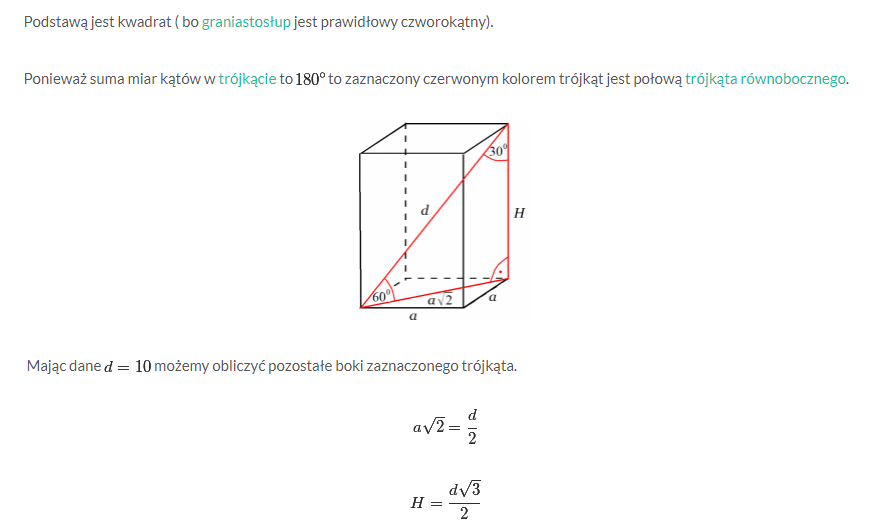 Podstawą jest kwadrat ( bo graniastosłup jest prawidłowy czworokątny).
Ponieważ suma miar kątów w trójkącie to 180° to zaznaczony czerwonym kolorem trójkąt jest połową trójkąta równobocznego.
30°
d
H
60°
a√2
a
a
Mając dane d = 10 możemy obliczyć pozostałe boki zaznaczonego trójkąta.
a√2 = d/2
H = d√3/2